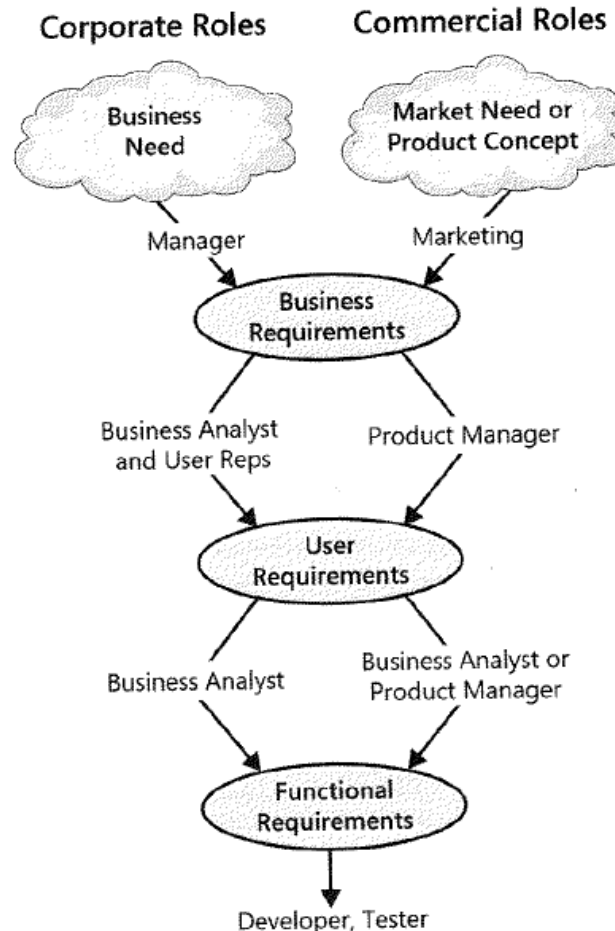 Corporate Roles
Commercial Roles
Business
Need
Market Need or
Product Concept
Manager
Marketing
Business
Requirements
Business Analyst
and User Reps
Product Manager
User
Requirements
Business Analyst
Business Analyst or
Product Manager
Functional
Requirements
Developer, Tester